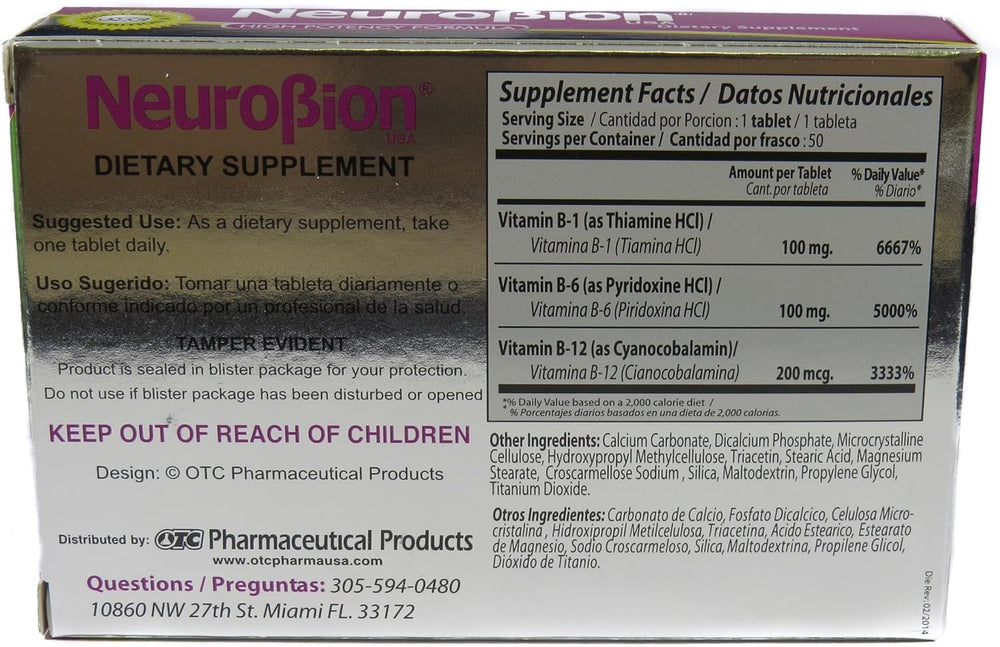 NeuroBion
USA
HIGH POTENCY FORMULA
Dietary Supplement
OTC
Neuroβion®
USA
DIETARY SUPPLEMENT
Suggested Use: As a dietary supplement, take
one tablet daily.
Uso Sugerido: Tomar una tableta diariamente o
conforme indicado por un profesional de la salud.
TAMPER EVIDENT
Product is sealed in blister package for your protection.
Do not use if blister package has been disturbed or opened
KEEP OUT OF REACH OF CHILDREN
Design: © OTC Pharmaceutical Products
Distributed by: OTC Pharmaceutical Products
www.otcpharmausa.com
Questions / Preguntas: 305-594-0480
10860 NW 27th St. Miami FL. 33172
Supplement Facts / Datos Nutricionales
Serving Size / Cantidad por Porcion : 1 tablet / 1 tableta
Servings per Container / Cantidad por frasco : 50
Amount per Tablet % Daily Value*
Cant. por tableta % Diario*
Vitamin B-1 (as Thiamine HCl) /
Vitamina B-1 (Tiamina HCl) 100 mg. 6667%
Vitamin B-6 (as Pyridoxine HCl) /
Vitamina B-6 (Piridoxina HCl) 100 mg. 5000%
Vitamin B-12 (as Cyanocobalamin)/
Vitamina B-12 (Cianocobalamina) 200 mcg. 3333%
*% Daily Value based on a 2,000 calorie diet /
* % Porcentajes diarios basados en una dieta de 2,000 calorias.
Other Ingredients: Calcium Carbonate, Dicalcium Phosphate, Microcrystalline
Cellulose, Hydroxypropyl Methylcellulose, Triacetin, Stearic Acid, Magnesium
Stearate, Croscarmellose Sodium , Silica, Maltodextrin, Propylene Glycol,
Titanium Dioxide.
Otros Ingredientes: Carbonato de Calcio, Fosfato Dicalcico, Celulosa Micro-
cristalina , Hidroxipropil Metilcelulosa, Triacetina, Acido Estearico, Estearato
de Magnesio, Sodio Croscarmeloso, Silica, Maltodextrina, Propilene Glicol,
Dióxido de Titanio.
Die Rev: 02/2014